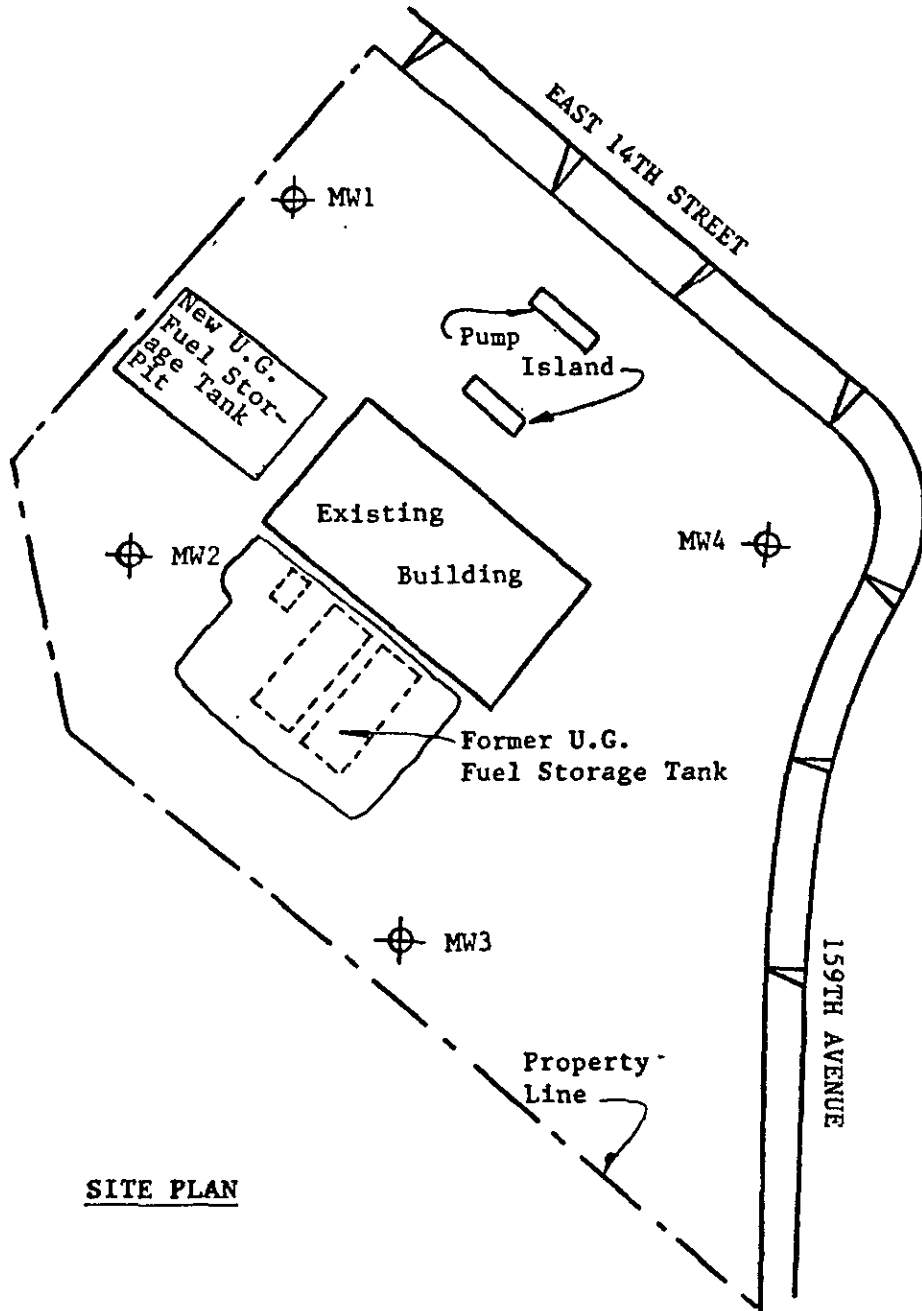 EAST 14TH STREET
MW1
New U.G.
Fuel Stor-
age Tank
Pit
Pump
Island
Existing
Building
MW4
MW2
Former U.G.
Fuel Storage Tank
MW3
159TH AVENUE
Property
Line
SITE PLAN